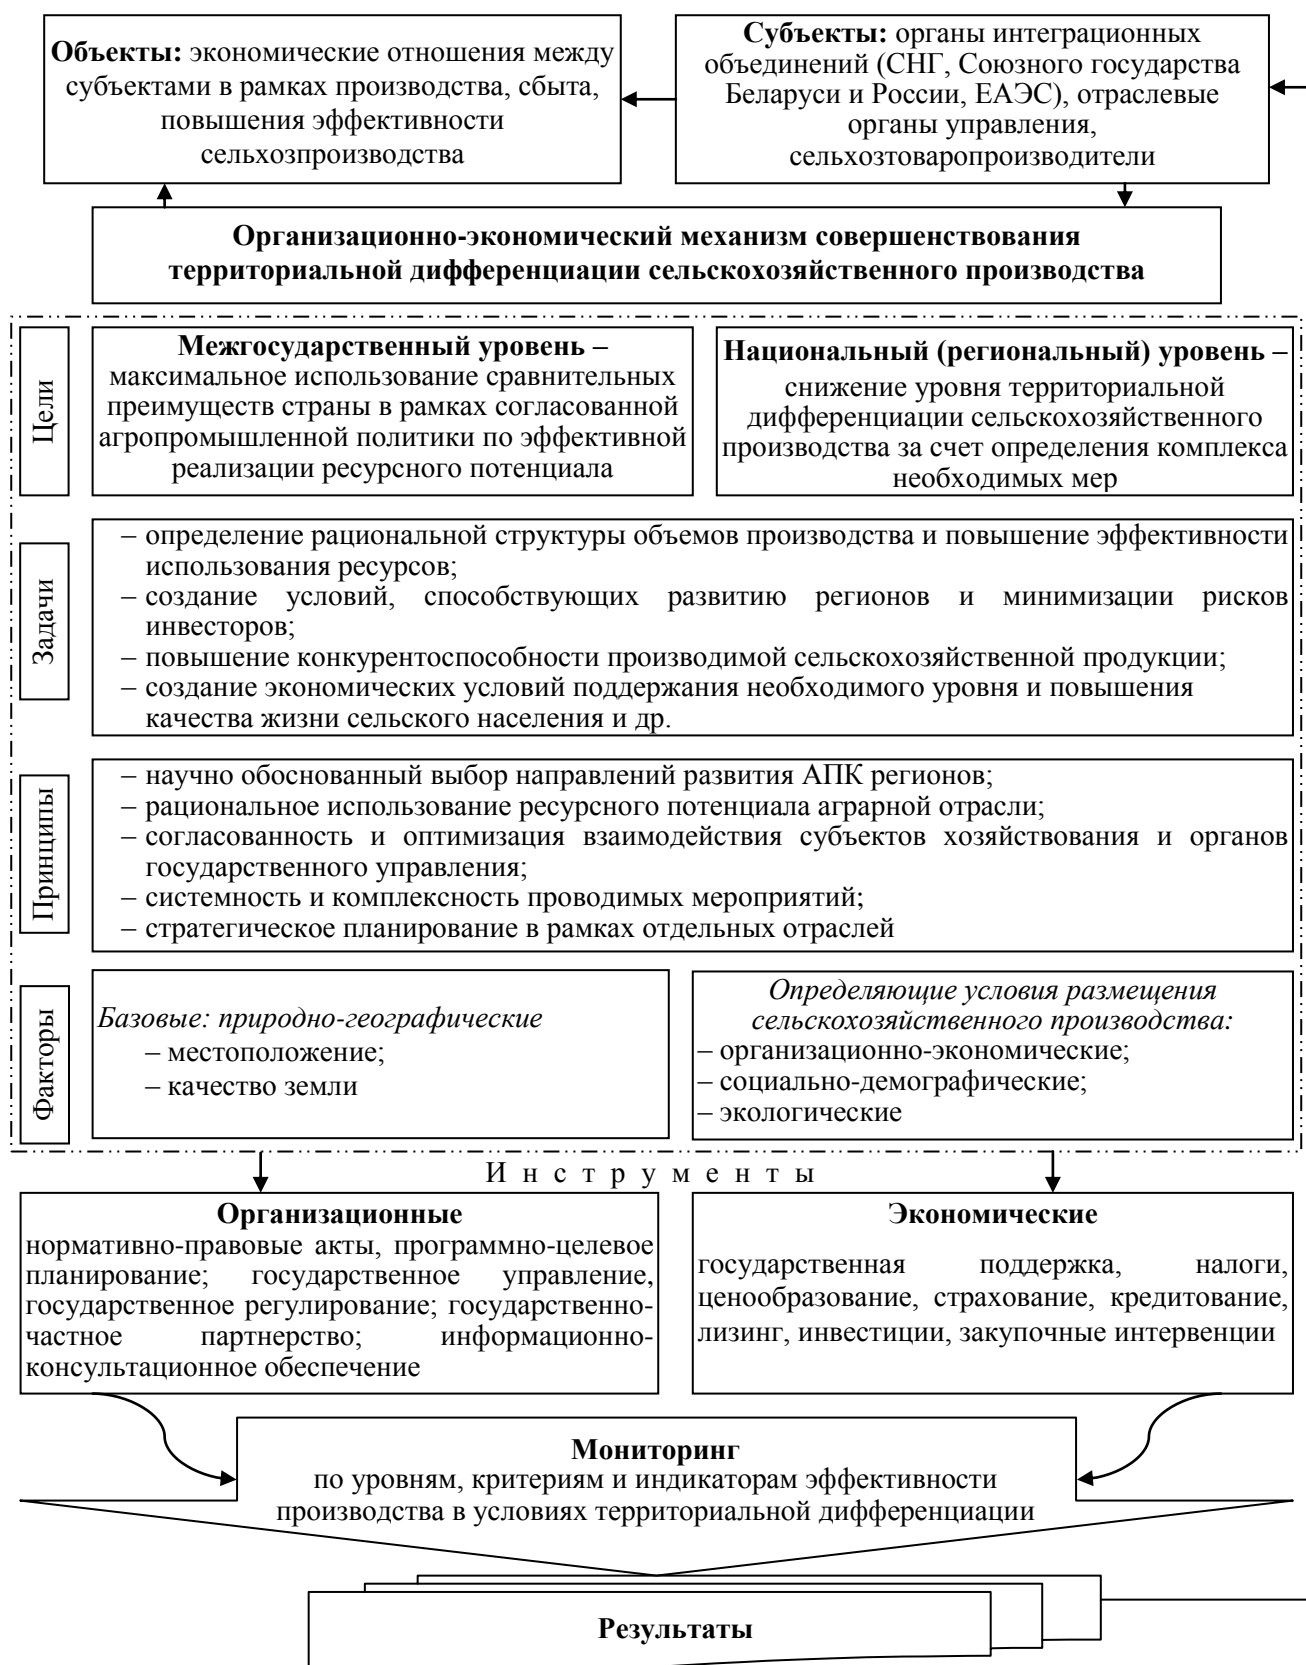 Объекты: экономические отношения между
субъектами в рамках производства, сбыта,
повышения эффективности
сельхозпроизводства
Субъекты: органы интеграционных
объединений (СНГ, Союзного государства
Беларуси и России, ЕАЭС), отраслевые
органы управления,
сельхозтоваропроизводители
Организационно-экономический механизм совершенствования
территориальной дифференциации сельскохозяйственного производства
Цели
Межгосударственный уровень –
максимальное использование сравнительных
преимуществ страны в рамках согласованной
агропромышленной политики по эффективной
реализации ресурсного потенциала
Национальный (региональный) уровень –
снижение уровня территориальной
дифференциации сельскохозяйственного
производства за счет определения комплекса
необходимых мер
Задачи
– определение рациональной структуры объемов производства и повышение эффективности
использования ресурсов;
– создание условий, способствующих развитию регионов и минимизации рисков
инвесторов;
– повышение конкурентоспособности производимой сельскохозяйственной продукции;
– создание экономических условий поддержания необходимого уровня и повышения
качества жизни сельского населения и др.
Принципы
– научно обоснованный выбор направлений развития АПК регионов;
– рациональное использование ресурсного потенциала аграрной отрасли;
– согласованность и оптимизация взаимодействия субъектов хозяйствования и органов
государственного управления;
– системность и комплексность проводимых мероприятий;
– стратегическое планирование в рамках отдельных отраслей
Факторы
Базовые: природно-географические
– местоположение;
– качество земли
Определяющие условия размещения
сельскохозяйственного производства:
– организационно-экономические;
– социально-демографические;
– экологические
Инструменты
Организационные
нормативно-правовые акты, программно-целевое
планирование; государственное управление,
государственное регулирование; государственно-
частное партнерство; информационно-
консультационное обеспечение
Экономические
государственная поддержка, налоги,
ценообразование, страхование, кредитование,
лизинг, инвестиции, закупочные интервенции
Мониторинг
по уровням, критериям и индикаторам эффективности
производства в условиях территориальной дифференциации
Результаты